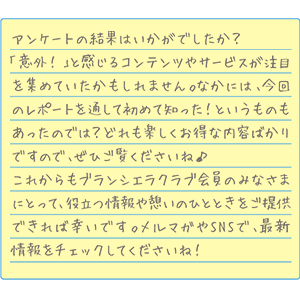 アンケートの結果はいかがでしたか？
「意外！」と感じるコンテンツやサービスが注目
を集めていたかもしれません。なかには、今回
のレポートを通して初めて知った！というものも
あったのでは？どれも楽しくお得な内容ばかり
ですので、ぜひご覧くださいね♪
これからもブランシエラクラブ会員のみなさま
にとって、役立つ情報や憩いのひとときをご提供
できれば幸いです。メルマガやSNSで、最新
情報をチェックしてくださいね！